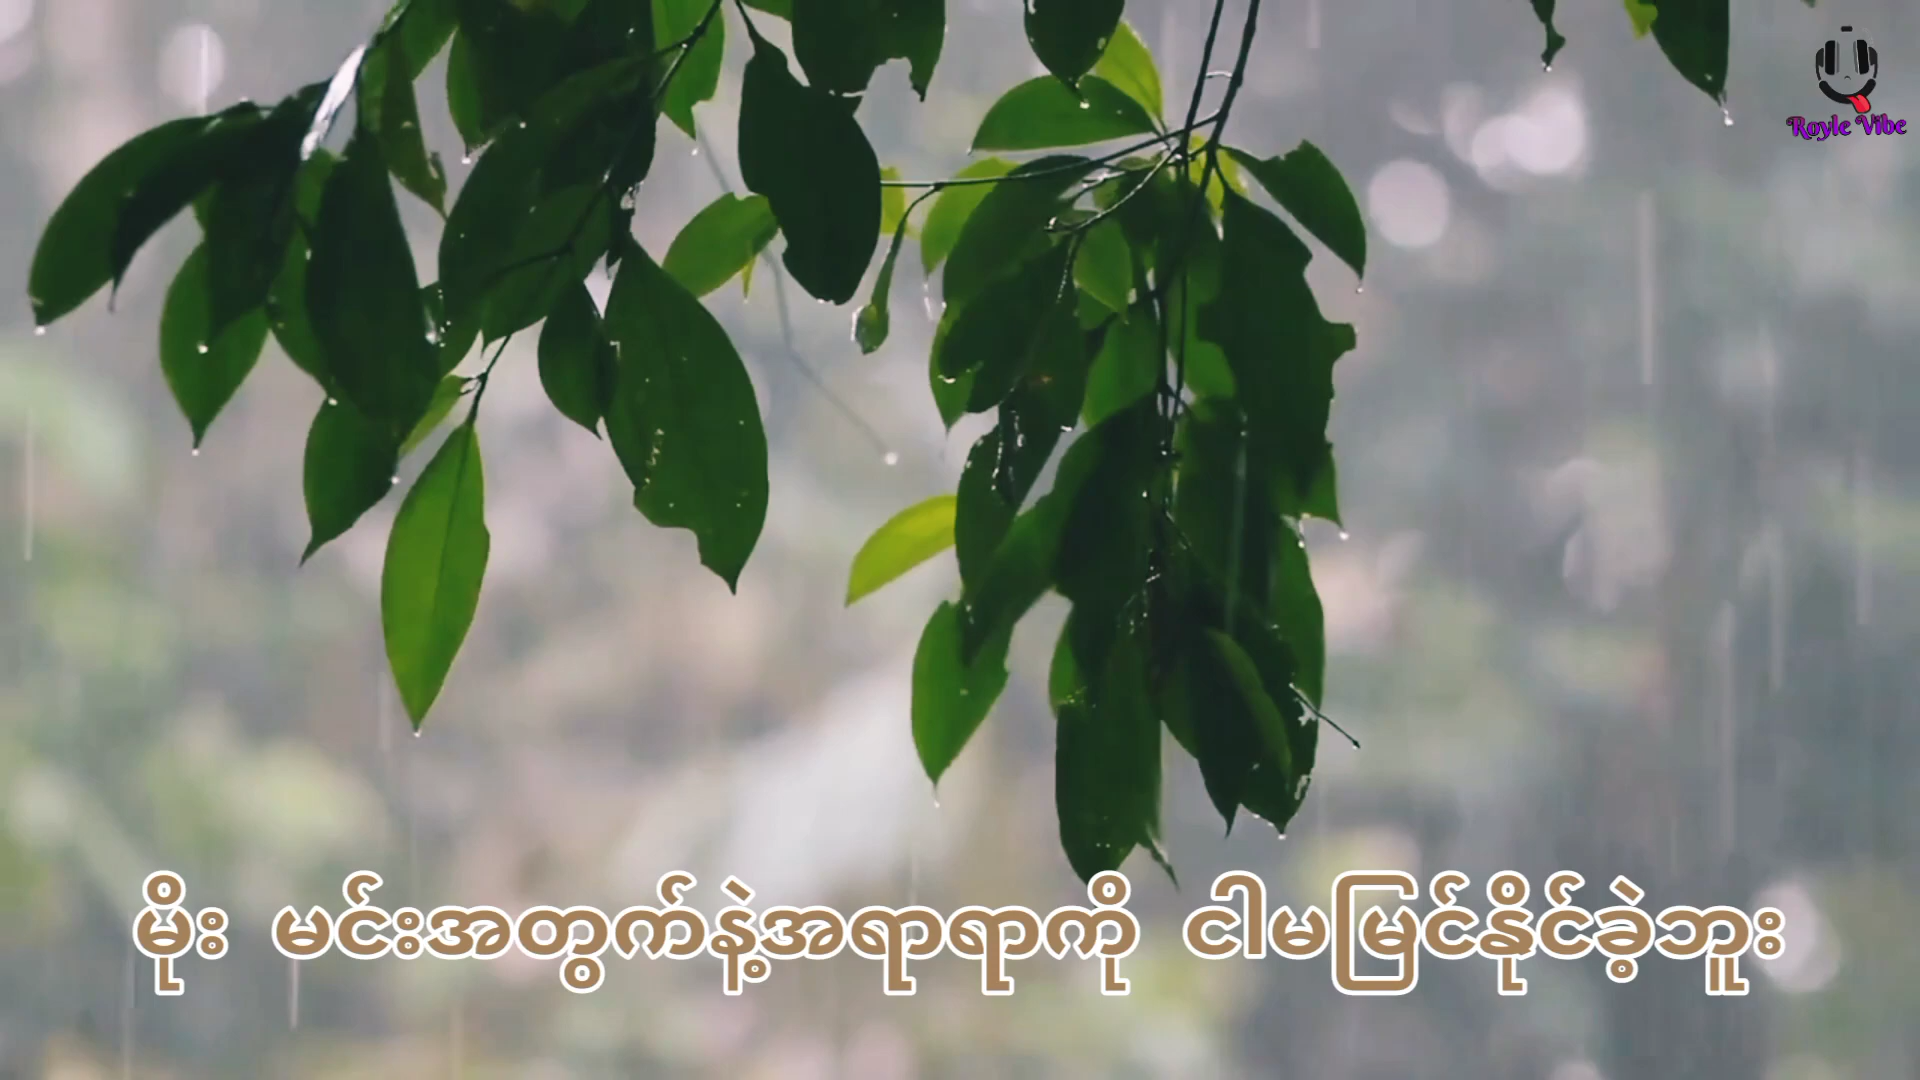 Royle Vibe
မိုး မင်းအတွက်နဲ့အရာရာကို ငါမမြင်နိုင်ခဲ့ဘူး